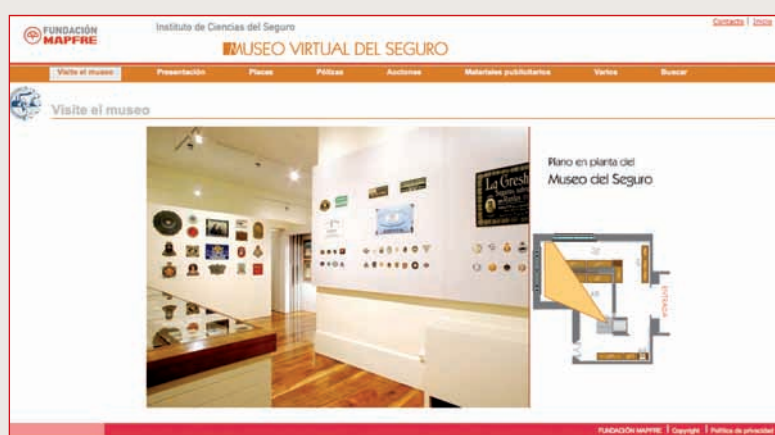 FUNDACIÓN
MAPFRE
Instituto de Ciencias del Seguro
MUSEO VIRTUAL DEL SEGURO
Contacto | Inicio
Visite el museo
Presentación
Placas
Pólizas
Acciones
Materiales publicitarios
Varios
Buscar
Visite el museo
La Gresh
Plano en planta del
Museo del Seguro
ENTRADA
FUNDACIÓN MAPFRE | Copyright | Política de privacidad